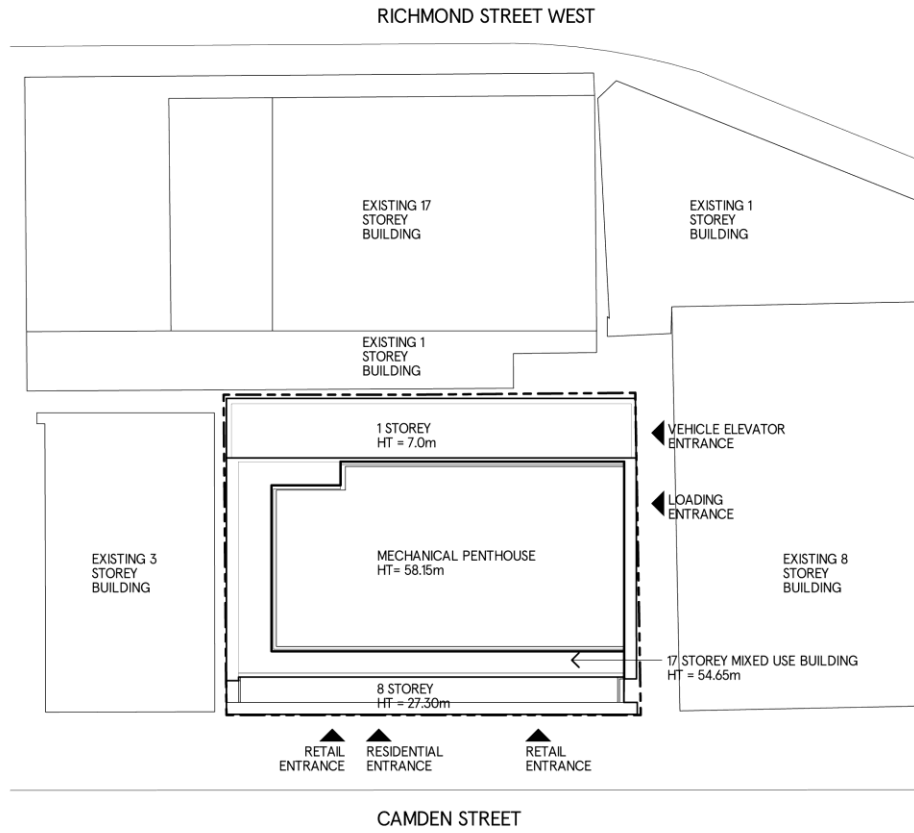 RICHMOND STREET WEST
EXISTING 17
STOREY
BUILDING
EXISTING 1
STOREY
BUILDING
EXISTING 1
STOREY
BUILDING
1 STOREY
HT = 7.0m
VEHICLE ELEVATOR
ENTRANCE
LOADING
ENTRANCE
EXISTING 3
STOREY
BUILDING
MECHANICAL PENTHOUSE
HT= 58.15m
EXISTING 8
STOREY
BUILDING
17 STOREY MIXED USE BUILDING
HT = 54.65m
8 STOREY
HT = 27.30m
RETAIL
ENTRANCE
RESIDENTIAL
ENTRANCE
RETAIL
ENTRANCE
CAMDEN STREET